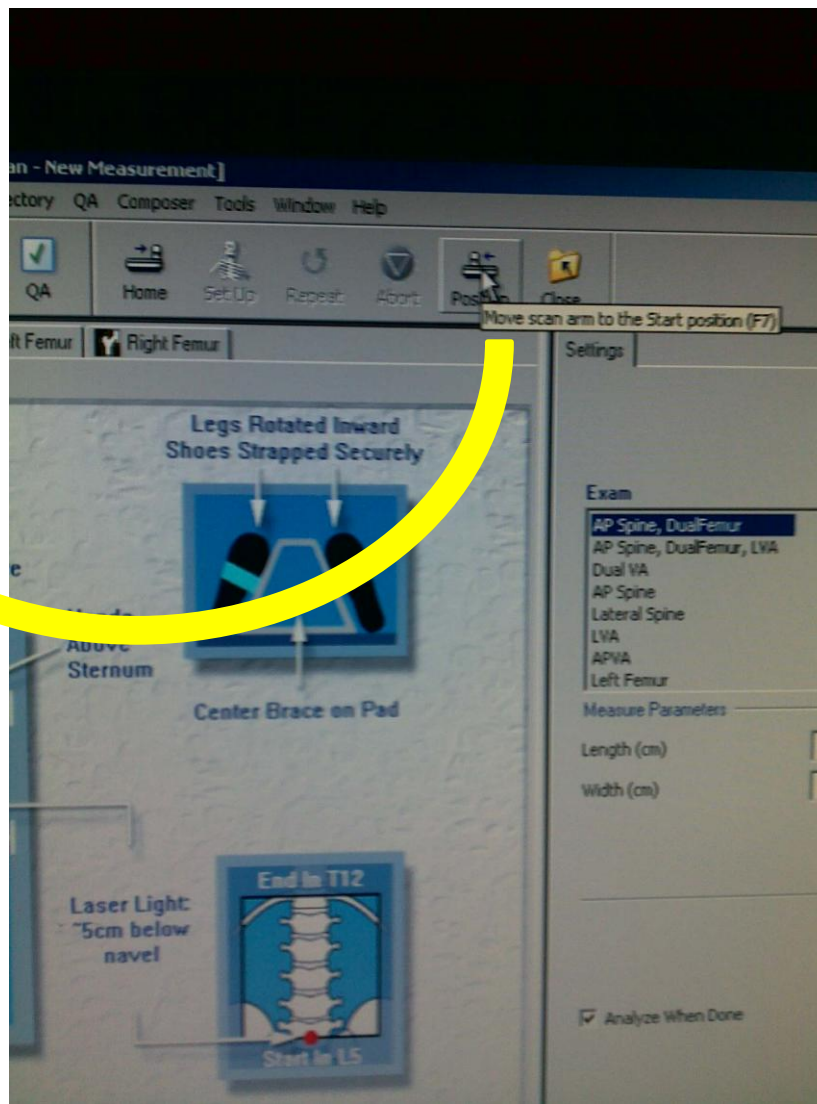 an - New Measurement]
ectory QA Composer Tools Window Help
QA Home Set Up Repeat Abort Position Close
Move scan arm to the Start position (F7)
ft Femur Right Femur
Settings
Legs Rotated Inward
Shoes Strapped Securely
e
Hands
Above
Sternum
Center Brace on Pad
Laser Light:
~5cm below
navel
End In T12
Start In L5
Exam
AP Spine, DualFemur
AP Spine, DualFemur, LVA
Dual VA
AP Spine
Lateral Spine
LVA
APVA
Left Femur
Measure Parameters
Length (cm)
Width (cm)
Analyze When Done